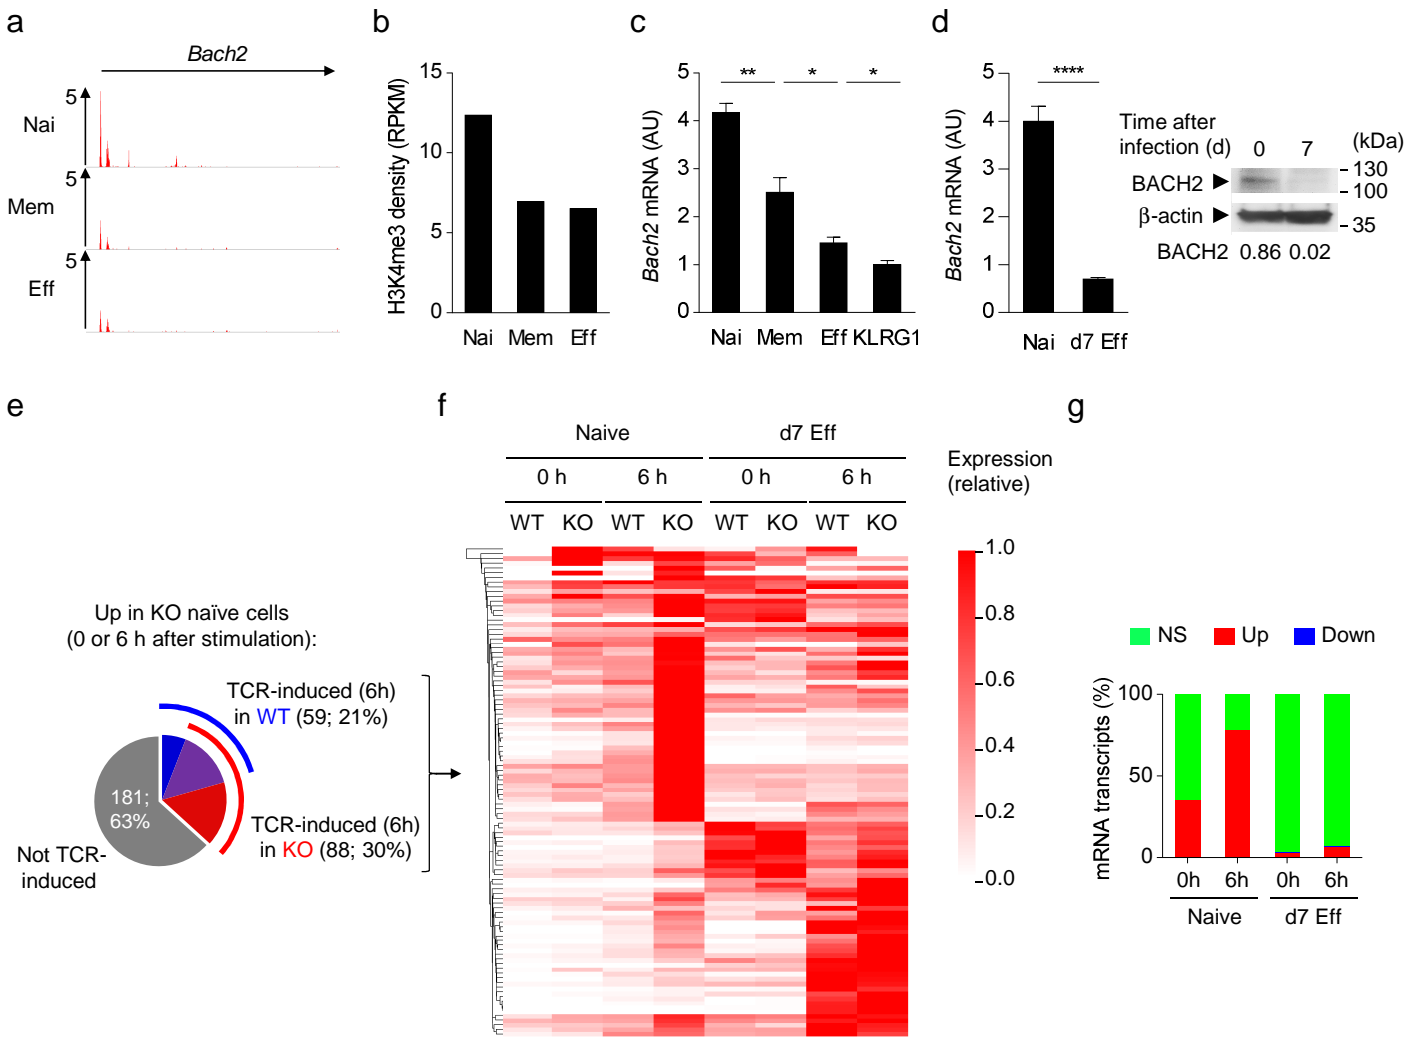 a
Bach2
5
Nai
Mem
5
Eff
b
H3K4me3 density (RPKM)
15
10
5
0
Nai Mem Eff
c
Bach2 mRNA (AU)
5
4
3
2
1
0
** * *
Nai Mem Eff KLRG1
d
Bach2 mRNA (AU)
5
4
3
2
1
0
****
Nai d7 Eff
Time after
infection (d) 0 7 (kDa)
BACH2 130
100
β-actin 35
BACH2 0.86 0.02
e
Up in KO naïve cells
(0 or 6 h after stimulation):
TCR-induced (6h)
in WT (59; 21%)
181;
63%
TCR-induced (6h)
in KO (88; 30%)
Not TCR-
induced
f
Naive d7 Eff
0 h 6 h 0 h 6 h
WT KO WT KO WT KO WT KO
Expression
(relative)
1.0
0.8
0.6
0.4
0.2
0.0
g
NS Up Down
mRNA transcripts (%)
100
50
0
0h 6h 0h 6h
Naive d7 Eff